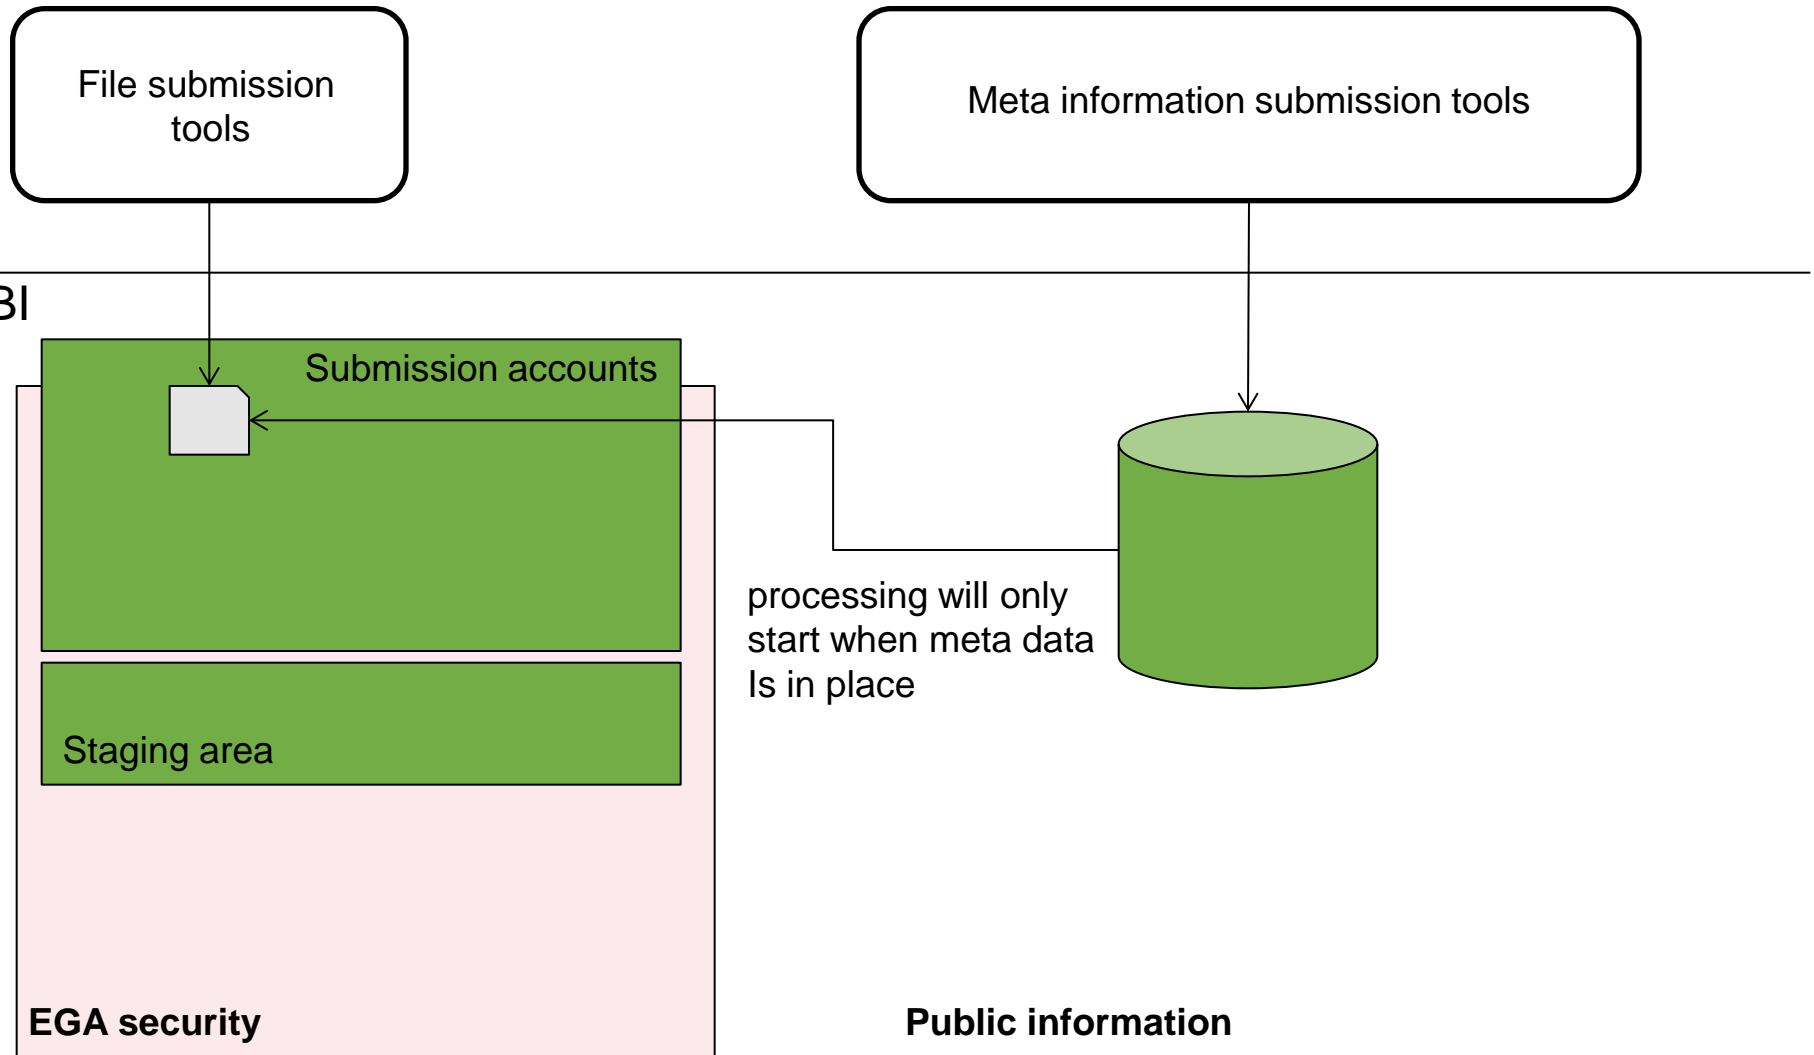 File submission
tools
Meta information submission tools
BI
Submission accounts
processing will only
start when meta data
Is in place
Staging area
EGA security
Public information